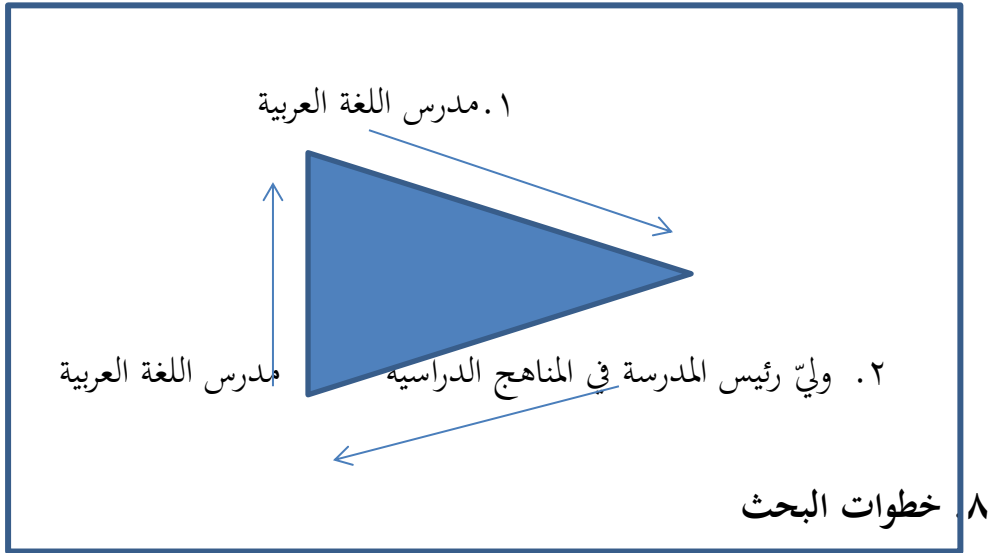 ١. مدرس اللغة العربية
٢. وليّ رئيس المدرسة في المناهج الدراسية مدرس اللغة العربية
٨. خطوات البحث